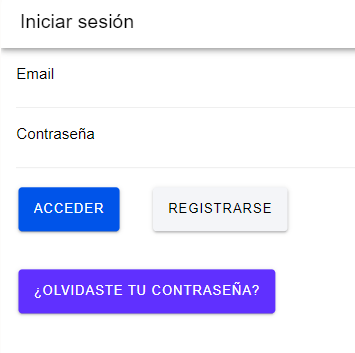 Iniciar sesión
Email
Contraseña
ACCEDER REGISTRARSE
¿OLVIDASTE TU CONTRASEÑA?